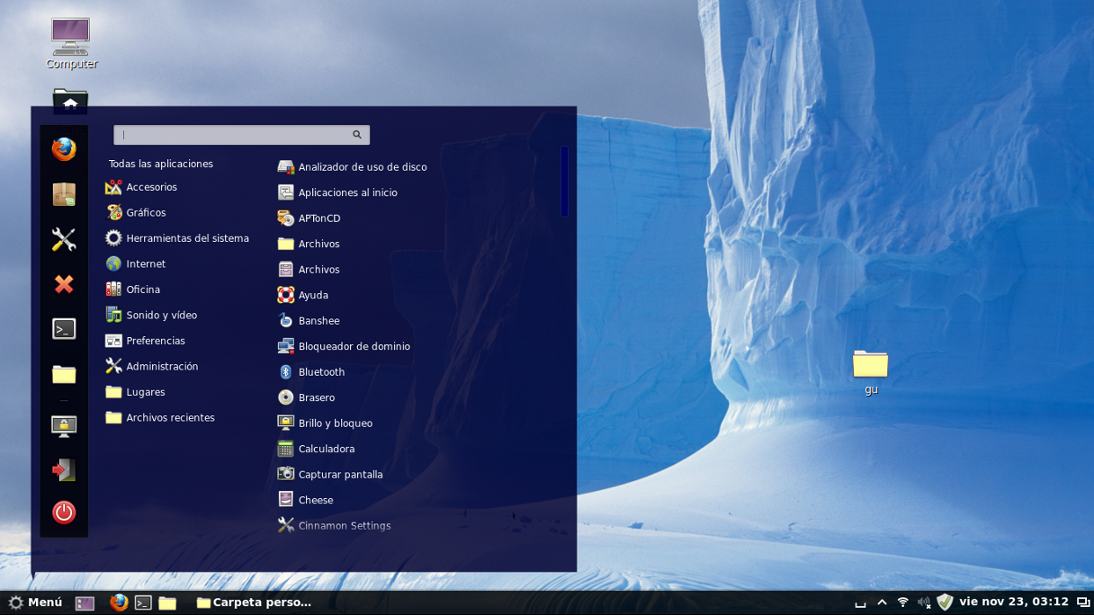 Computer
Todas las aplicaciones
Accesorios
Gráficos
Herramientas del sistema
Internet
Oficina
Sonido y vídeo
Preferencias
Administración
Lugares
Archivos recientes
Analizador de uso de disco
Aplicaciones al inicio
APTonCD
Archivos
Archivos
Ayuda
Banshee
Bloqueador de dominio
Bluetooth
Brasero
Brillo y bloqueo
Calculadora
Capturar pantalla
Cheese
Cinnamon Settings
gu
Menú
Carpeta perso...
vie nov 23, 03:12